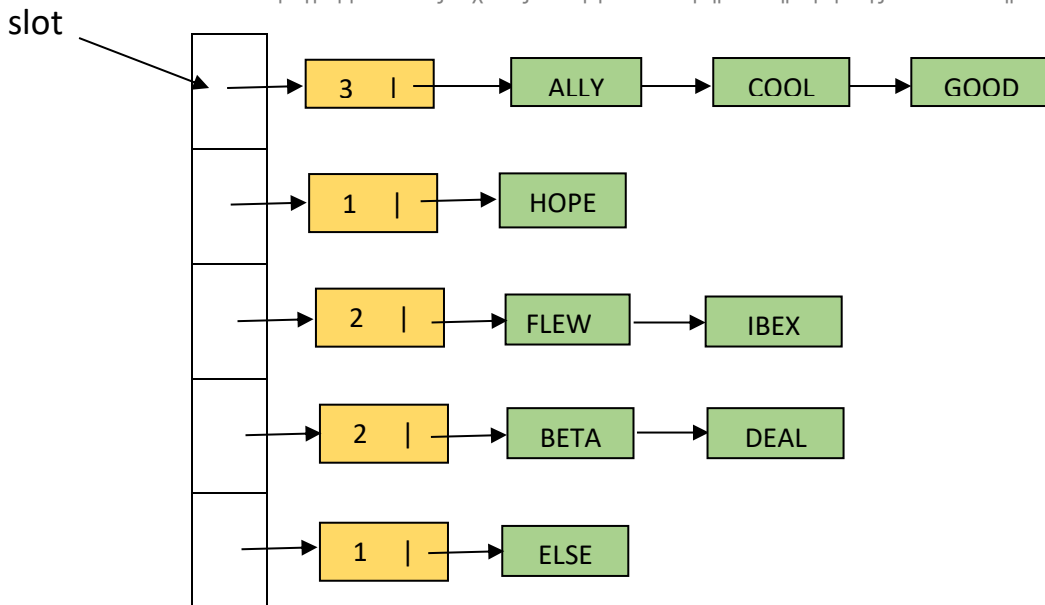 slot
3 | ALLY COOL GOOD
1 | HOPE
2 | FLEW IBEX
2 | BETA DEAL
1 | ELSE